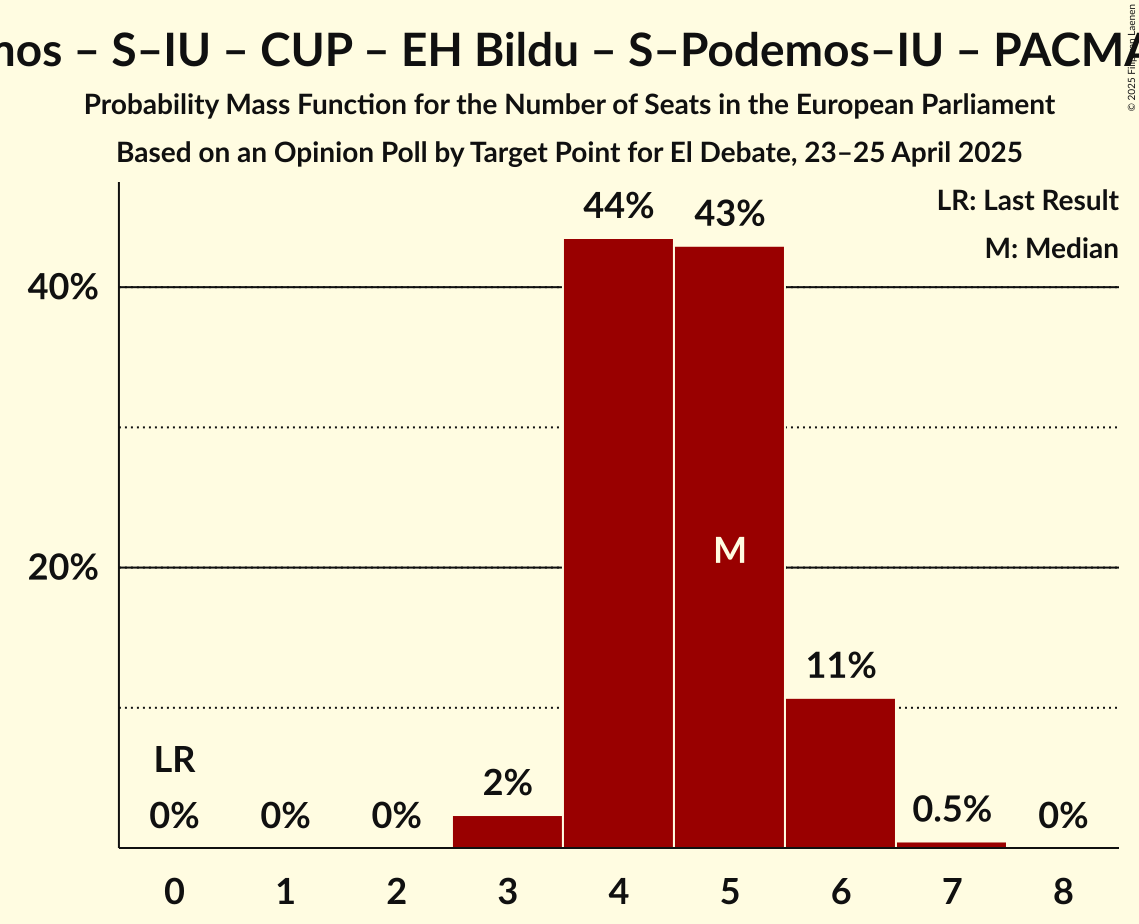 – S–IU – CUP – EH Bildu – S–Podemos–IU –
Probability Mass Function for the Number of Seats in the European Parliament
Based on an Opinion Poll by Target Point for El Debate, 23–25 April 2025
LR: Last Result
M: Median
44%
43%
40%
20%
M
11%
LR
2%
0.5%
0%
0%
0%
0%
0 1 2 3 4 5 6 7 8
© 2025 Laenen